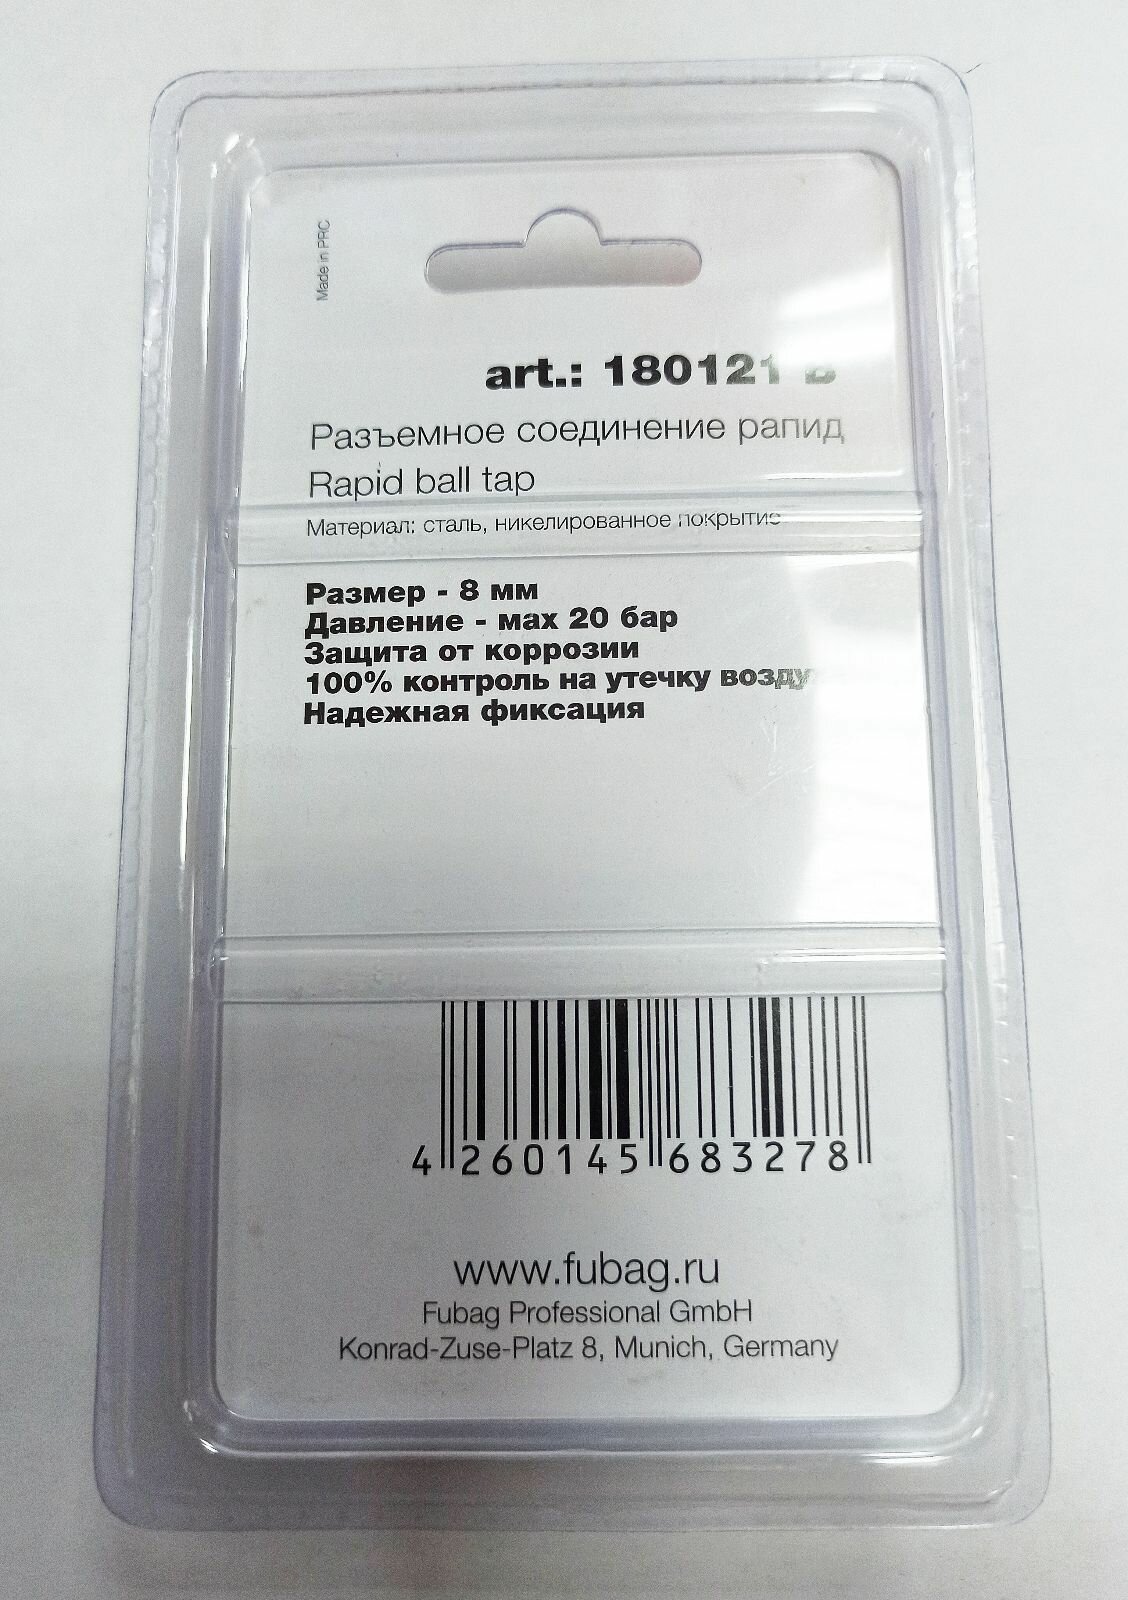 Made in PRC
art.: 180121 B
Разъемное соединение рапид
Rapid ball tap
Материал: сталь, никелированное покрытие
Размер - 8 мм
Давление - мах 20 бар
Защита от коррозии
100% контроль на утечку
Надежная фиксация
4 260145 683278
www.fubag.ru
Fubag Professional GmbH
Konrad-Zuse-Platz 8, Munich, Germany